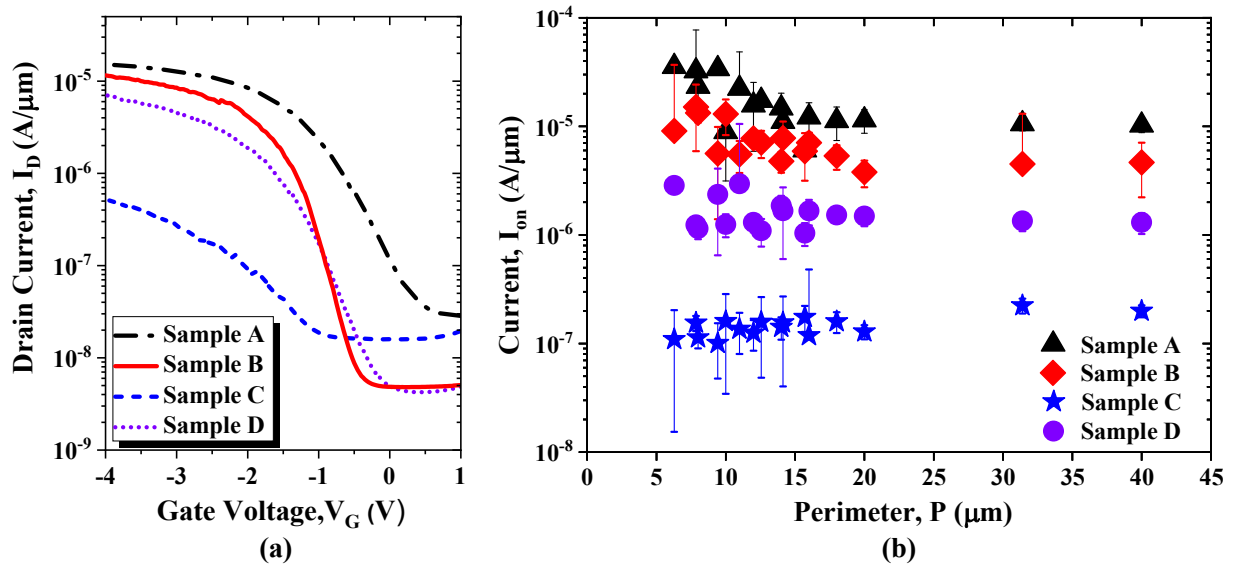 10⁻⁵
10⁻⁶
10⁻⁷
10⁻⁸
10⁻⁹
Drain Current, I_D (A/μm)
Sample A
Sample B
Sample C
Sample D
-4 -3 -2 -1 0 1
Gate Voltage,V_G (V)
(a)
10⁻⁴
10⁻⁵
10⁻⁶
10⁻⁷
10⁻⁸
Current, I_on (A/μm)
Sample A
Sample B
Sample C
Sample D
0 5 10 15 20 25 30 35 40 45
Perimeter, P (μm)
(b)